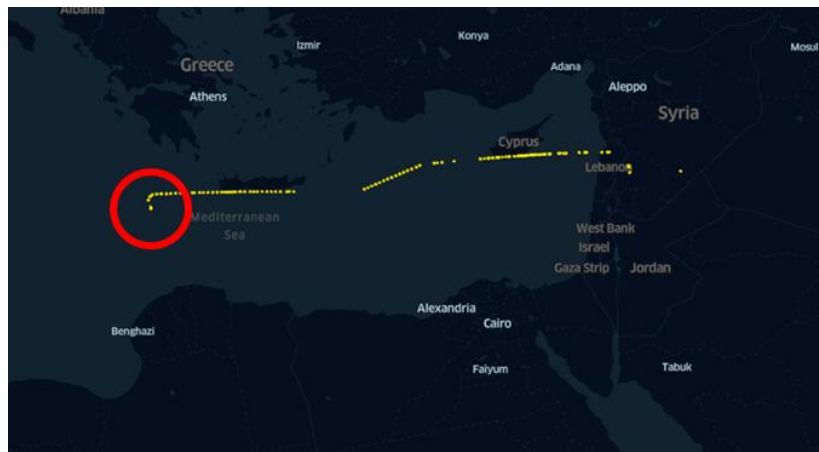 Albania
Konya
Izmir
Mosul
Greece
Adana
Aleppo
Athens
Syria
Cyprus
Lebanon
Mediterranean
Sea
West Bank
Israel
Gaza Strip
Jordan
Alexandria
Cairo
Benghazi
Faiyum
Tabuk